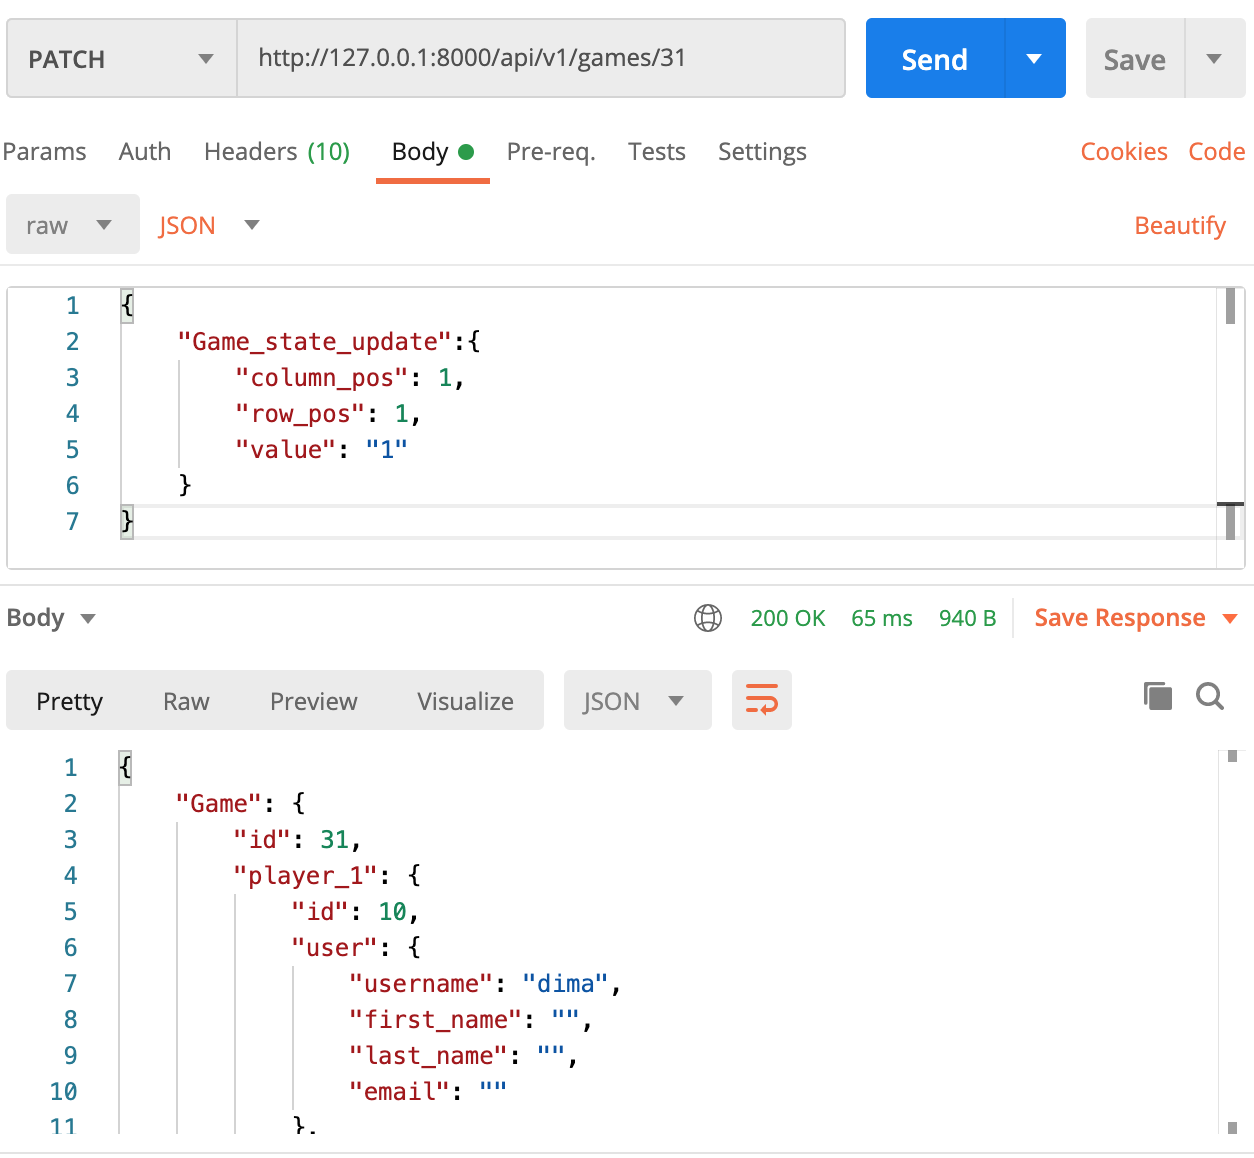 PATCH http://127.0.0.1:8000/api/v1/games/31 Send Save
Params Auth Headers (10) Body Pre-req. Tests Settings Cookies Code
raw JSON Beautify
1 {
2 "Game_state_update":{
3 "column_pos": 1,
4 "row_pos": 1,
5 "value": "1"
6 }
7 }
Body 200 OK 65 ms 940 B Save Response
Pretty Raw Preview Visualize JSON
1 {
2 "Game": {
3 "id": 31,
4 "player_1": {
5 "id": 10,
6 "user": {
7 "username": "dima",
8 "first_name": "",
9 "last_name": "",
10 "email": ""
11 },